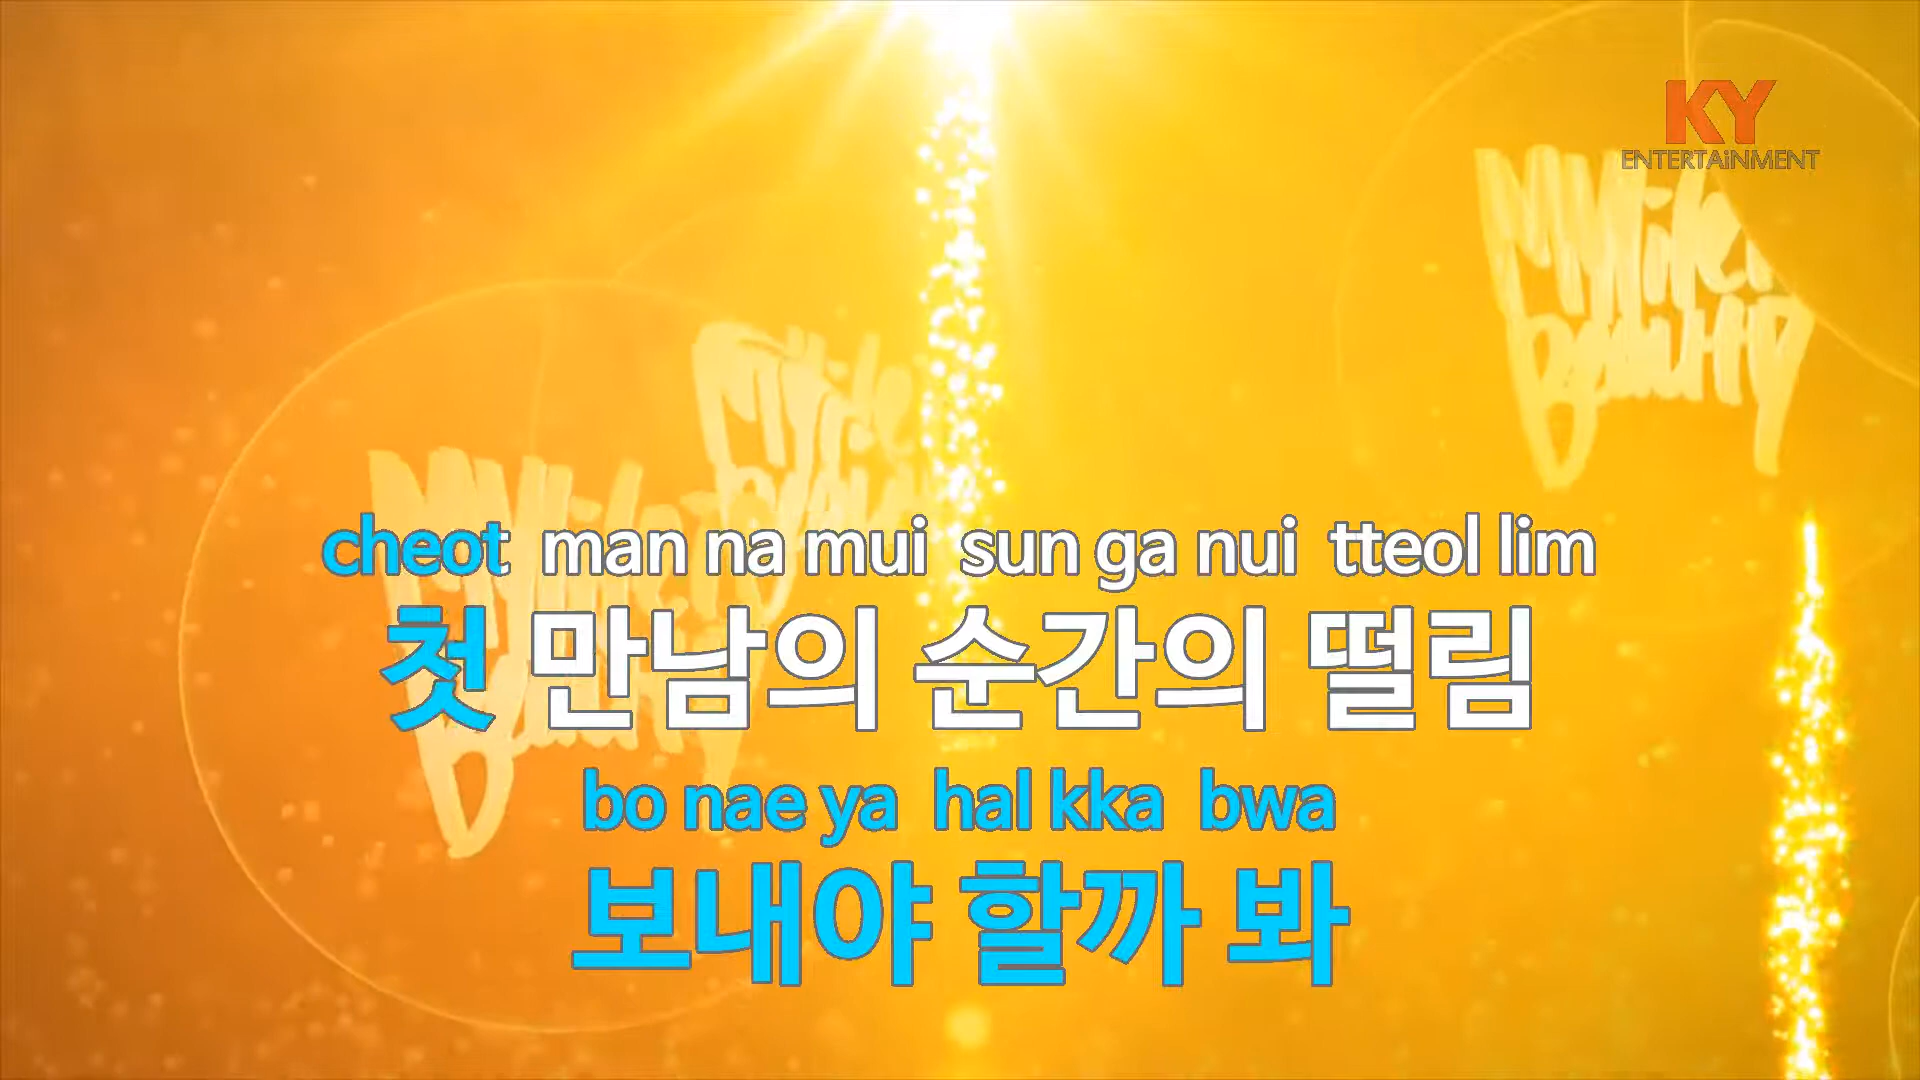 KY
ENTERTAiNMENT
cheot man na mui sun ga nui tteol lim
첫 만남의 순간의 떨림
bo nae ya hal kka bwa
보내야 할까 봐